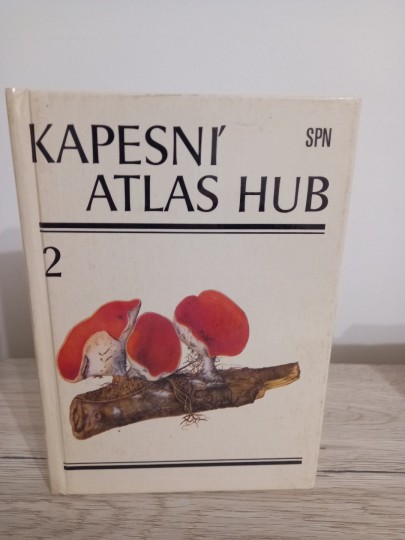 KAPESNÍ
SPN
ATLAS HUB
2